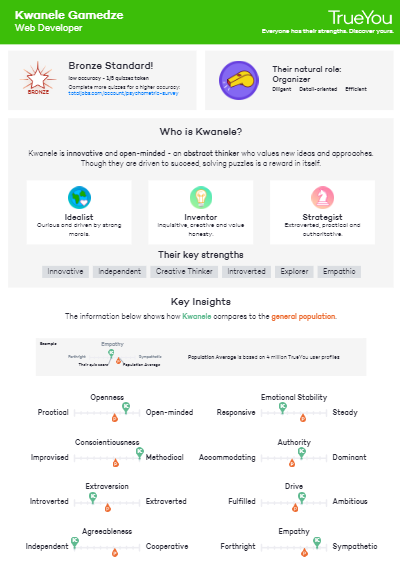 Kwanele Gamedze
Web Developer
TrueYou
Everyone has their strengths. Discover yours.
BRONZE
Bronze Standard!
low accuracy - 1/5 quizzes taken
Complete more quizzes for a higher accuracy:
totaljobs.com/account/psychometric-survey
Their natural role:
Organizer
Diligent Detail-oriented Efficient
Who is Kwanele?
Kwanele is innovative and open-minded - an abstract thinker who values new ideas and approaches.
Though they are driven to succeed, solving puzzles is a reward in itself.
Idealist
Curious and driven by strong
morals.
Inventor
Inquisitive, creative and value
honesty.
Strategist
Extraverted, practical and
authoritative.
Their key strengths
Innovative Independent Creative Thinker Introverted Explorer Empathic
Key Insights
The information below shows how Kwanele compares to the general population.
Example
Empathy
Forthright K Sympathetic
Their quiz score P Population Average
Population Average is based on 4 million TrueYou user profiles
Openness
Practical K P Open-minded
Emotional Stability
Responsive K P Steady
Conscientiousness
Improvised K P Methodical
Authority
Accommodating K P Dominant
Extraversion
Introverted K P Extraverted
Drive
Fulfilled K P Ambitious
Agreeableness
Independent K P Cooperative
Empathy
Forthright K P Sympathetic